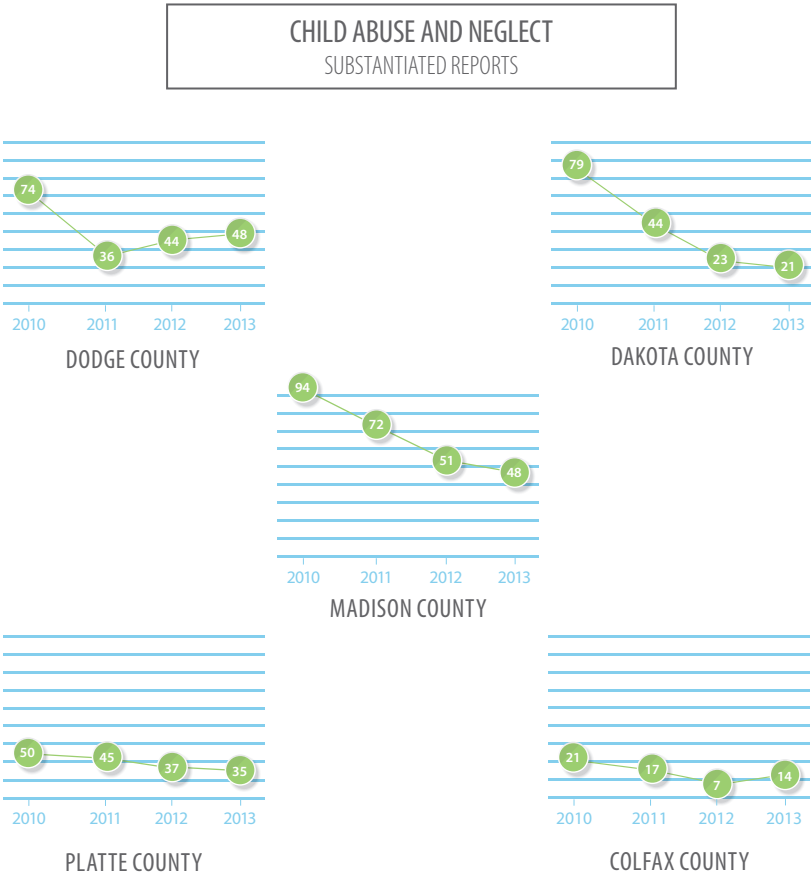 CHILD ABUSE AND NEGLECT
SUBSTANTIATED REPORTS
74
36
44
48
2010 2011 2012 2013
DODGE COUNTY
79
44
23
21
2010 2011 2012 2013
DAKOTA COUNTY
94
72
51
48
2010 2011 2012 2013
MADISON COUNTY
50
45
37
35
2010 2011 2012 2013
PLATTE COUNTY
21
17
7
14
2010 2011 2012 2013
COLFAX COUNTY